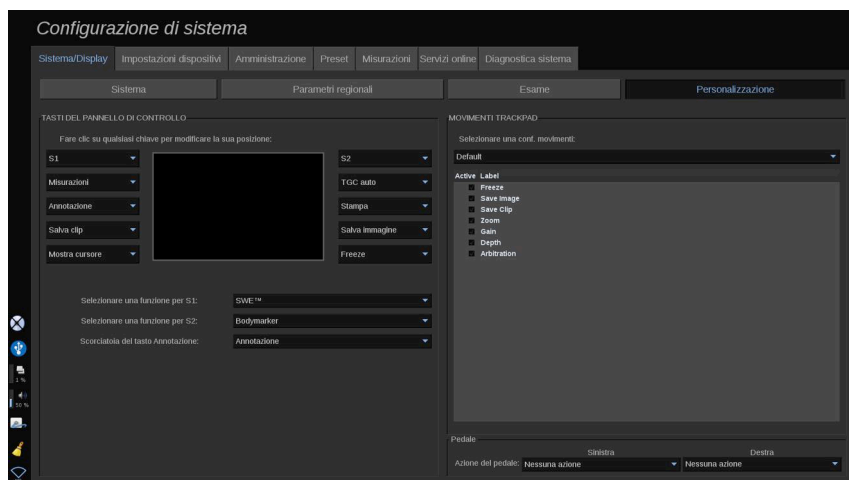 Configurazione di sistema
Sistema/Display Impostazioni dispositivi Amministrazione Preset Misurazioni Servizi online Diagnostica sistema
Sistema Parametri regionali Esame Personalizzazione
TASTI DEL PANNELLO DI CONTROLLO
Fare clic su qualsiasi chiave per modificare la sua posizione:
S1 S2
Misurazioni TGC auto
Annotazione Stampa
Salva clip Salva immagine
Mostra cursore Freeze
Selezionare una funzione per S1: SWE™
Selezionare una funzione per S2: Bodymarker
Scorciatoia del tasto Annotazione: Annotazione
MOVIMENTI TRACKPAD
Selezionare una conf. movimenti:
Default
Active Label
Freeze
Save Image
Save Clip
Zoom
Gain
Depth
Arbitration
Pedale
Sinistra Destra
Azione del pedale: Nessuna azione Nessuna azione
1 %
50 %